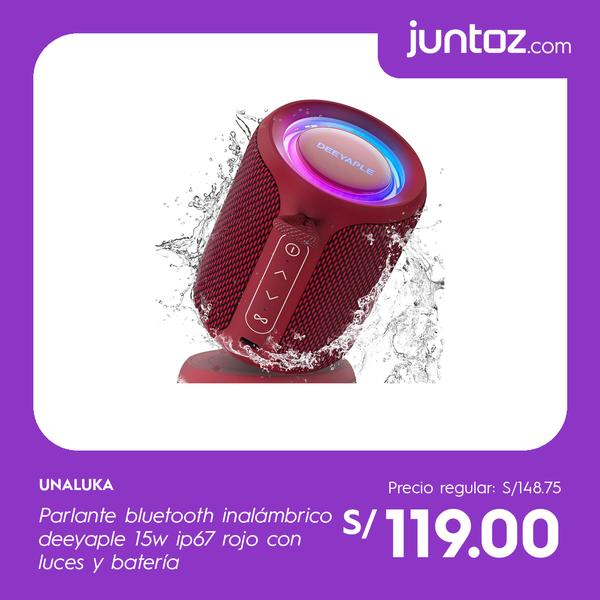 juntoz.com
DEEYAPLE
UNALUKA
Parlante bluetooth inalámbrico
deeyaple 15w ip67 rojo con
luces y batería
Precio regular: S/148.75
S/119.00